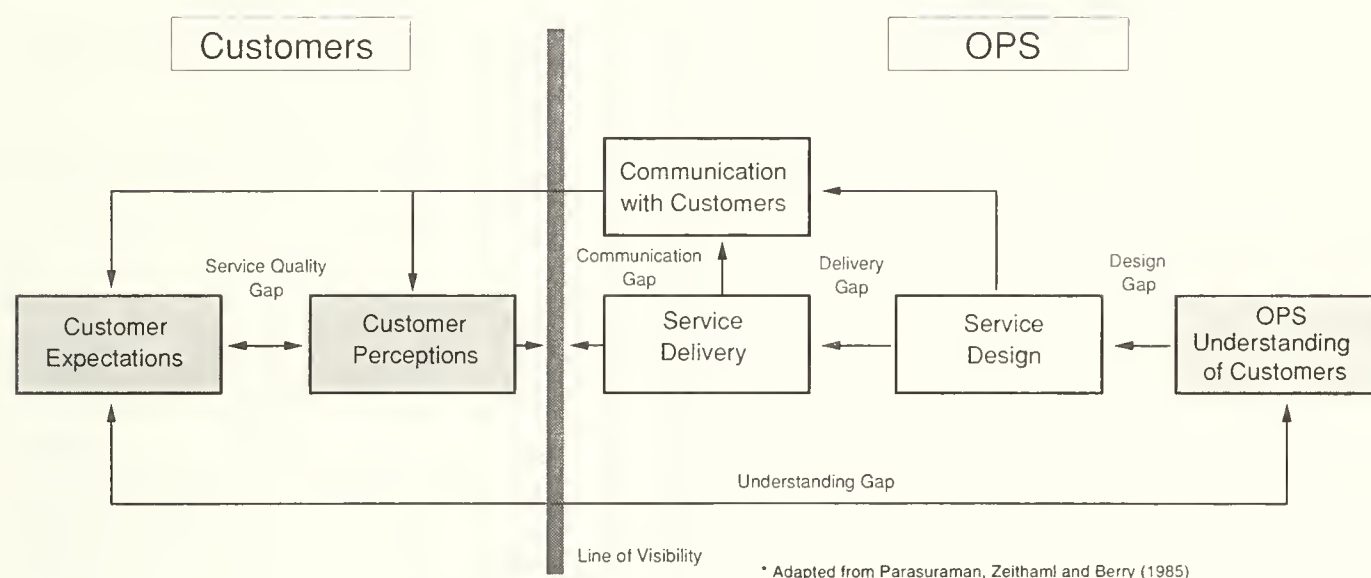 Customers
OPS
Communication
with Customers
Service Quality
Gap
Communication
Gap
Delivery
Gap
Design
Gap
Customer
Expectations
Customer
Perceptions
Service
Delivery
Service
Design
OPS
Understanding
of Customers
Understanding Gap
Line of Visibility
* Adapted from Parasuraman, Zeithaml and Berry (1985)